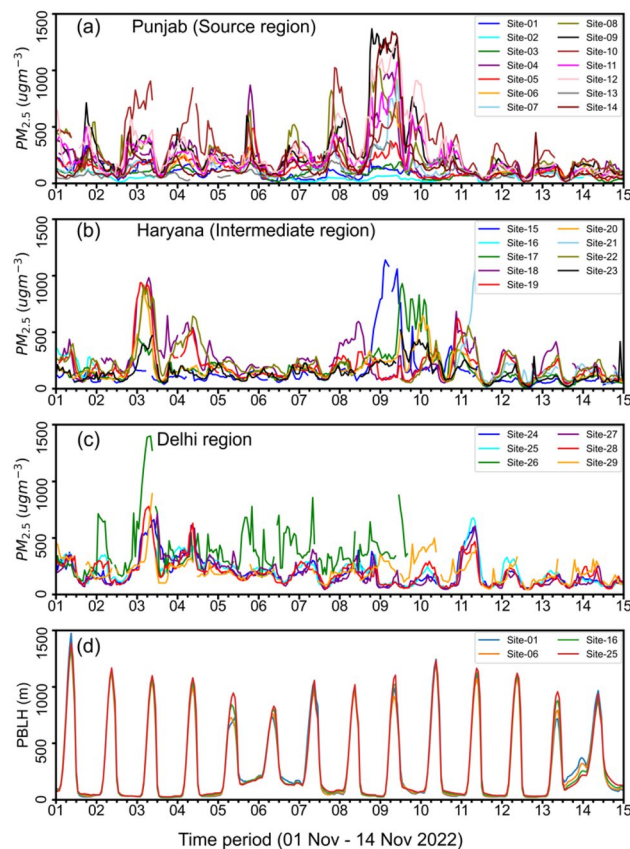 (a) Punjab (Source region)
Site-01 Site-08
Site-02 Site-09
Site-03 Site-10
Site-04 Site-11
Site-05 Site-12
Site-06 Site-13
Site-07 Site-14
PM2.5 (ugm−3)
1500
1000
500
0
01 02 03 04 05 06 07 08 09 10 11 12 13 14 15
(b) Haryana (Intermediate region)
Site-15 Site-20
Site-16 Site-21
Site-17 Site-22
Site-18 Site-23
Site-19
PM2.5 (ugm−3)
1500
1000
500
0
01 02 03 04 05 06 07 08 09 10 11 12 13 14 15
(c) Delhi region
Site-24 Site-27
Site-25 Site-28
Site-26 Site-29
PM2.5 (ugm−3)
1500
1000
500
0
01 02 03 04 05 06 07 08 09 10 11 12 13 14 15
(d)
Site-01 Site-16
Site-06 Site-25
PBLH (m)
1500
1000
500
0
01 02 03 04 05 06 07 08 09 10 11 12 13 14 15
Time period (01 Nov - 14 Nov 2022)